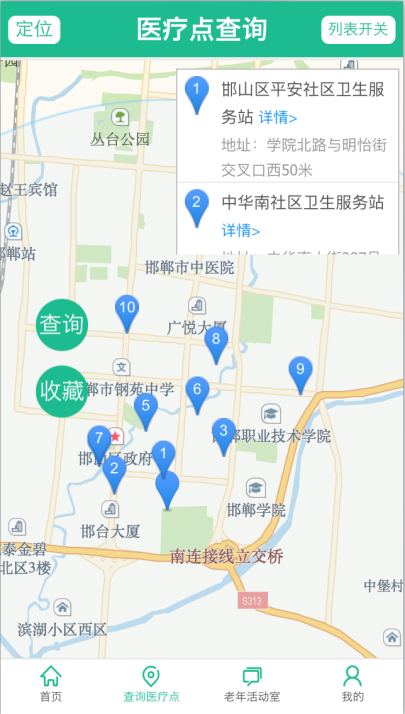 定位
医疗点查询
列表开关
丛台公园
赵王宾馆
邯郸站
1
邯山区平安社区卫生服
务站 详情>
地址：学院北路与明怡街
交叉口西50米
2
中华南社区卫生服务站
详情>
邯郸市中医院
查询
10
广悦大厦
8
收藏
文
邯郸市钢苑中学
9
6
5
3
邯郸职业技术学院
7
邯山区政府
1
2
邯郸学院
邯台大厦
南连接线立交桥
泰金碧
北区3楼
S313
中堡村
滨湖小区西区
首页
查询医疗点
老年活动室
我的